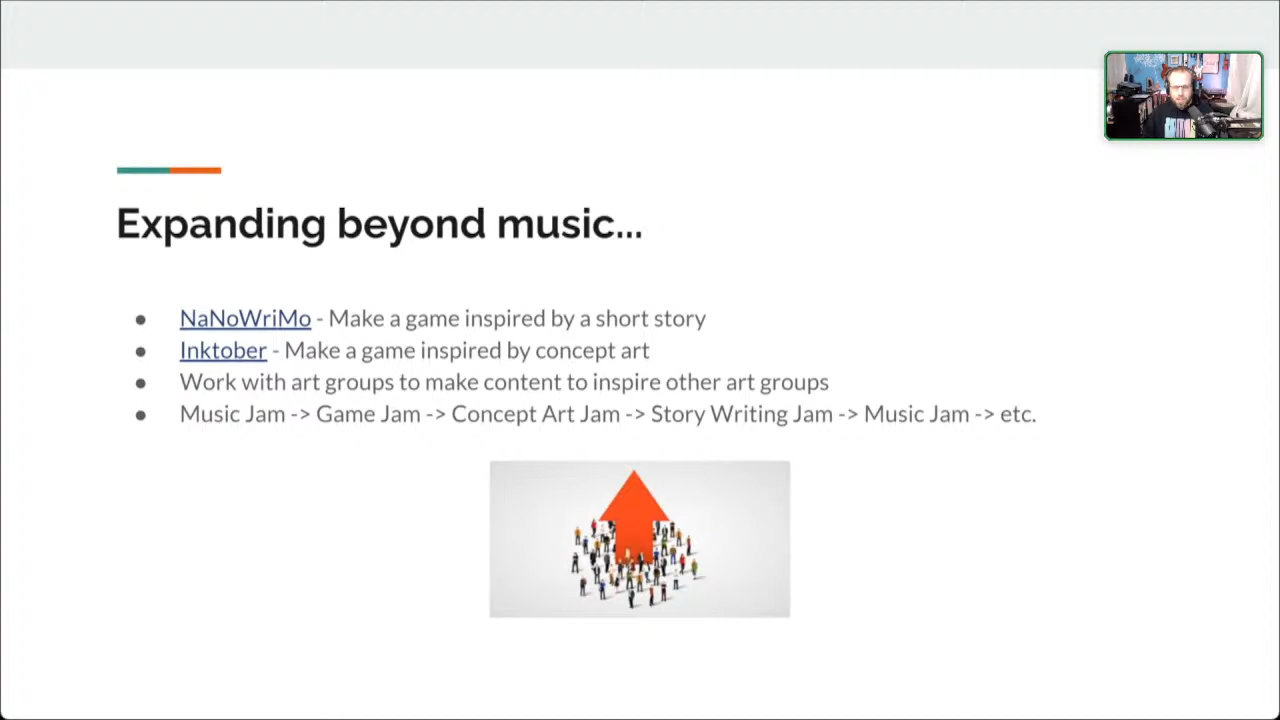 Expanding beyond music...
● NaNoWriMo - Make a game inspired by a short story
● Inktober - Make a game inspired by concept art
● Work with art groups to make content to inspire other art groups
● Music Jam -> Game Jam -> Concept Art Jam -> Story Writing Jam -> Music Jam -> etc.